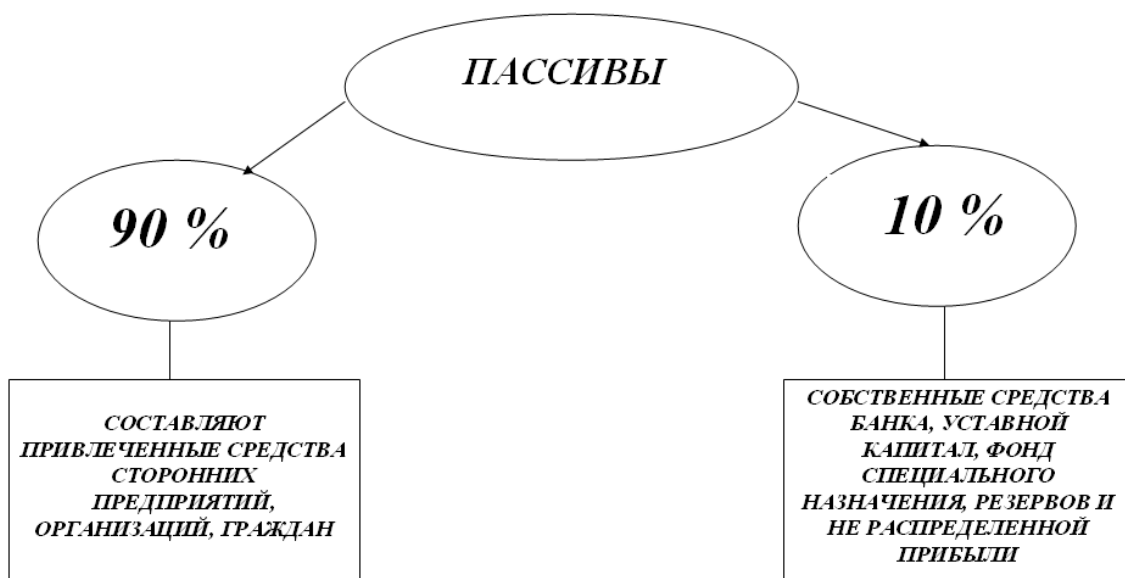 ПАССИВЫ
90 %
10 %
СОСТАВЛЯЮТ
ПРИВЛЕЧЕННЫЕ СРЕДСТВА
СТОРОННИХ
ПРЕДПРИЯТИЙ,
ОРГАНИЗАЦИЙ, ГРАЖДАН
СОБСТВЕННЫЕ СРЕДСТВА
БАНКА, УСТАВНОЙ
КАПИТАЛ, ФОНД
СПЕЦИАЛЬНОГО
НАЗНАЧЕНИЯ, РЕЗЕРВОВ И
НЕ РАСПРЕДЕЛЕННОЙ
ПРИБЫЛИ